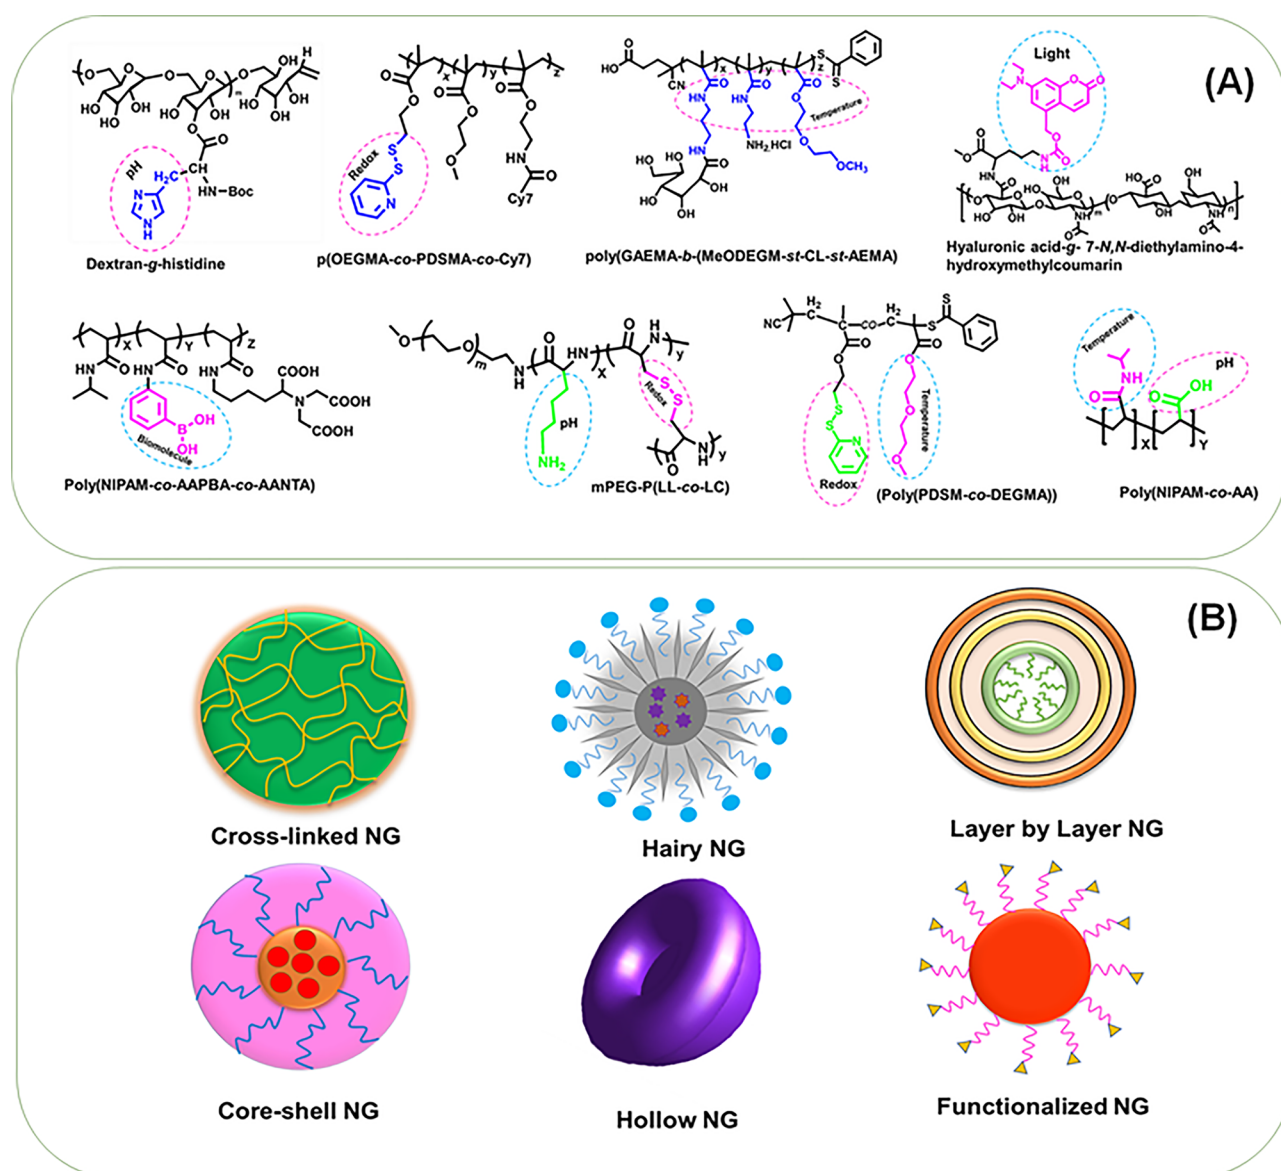 (A)
pH
Dextran-g-histidine
Redox
Cy7
p(OEGMA-co-PDSMA-co-Cy7)
Temperature
NH2.HCl
poly(GAEMA-b-(MeODEGM-st-CL-st-AEMA)
Light
Hyaluronic acid-g- 7-N,N-diethylamino-4-
hydroxymethylcoumarin
Biomolecule
Poly(NIPAM-co-AAPBA-co-AANTA)
pH
Redox
mPEG-P(LL-co-LC)
Redox
Temperature
(Poly(PDSM-co-DEGMA))
Temperature
pH
Poly(NIPAM-co-AA)
(B)
Cross-linked NG
Hairy NG
Layer by Layer NG
Core-shell NG
Hollow NG
Functionalized NG